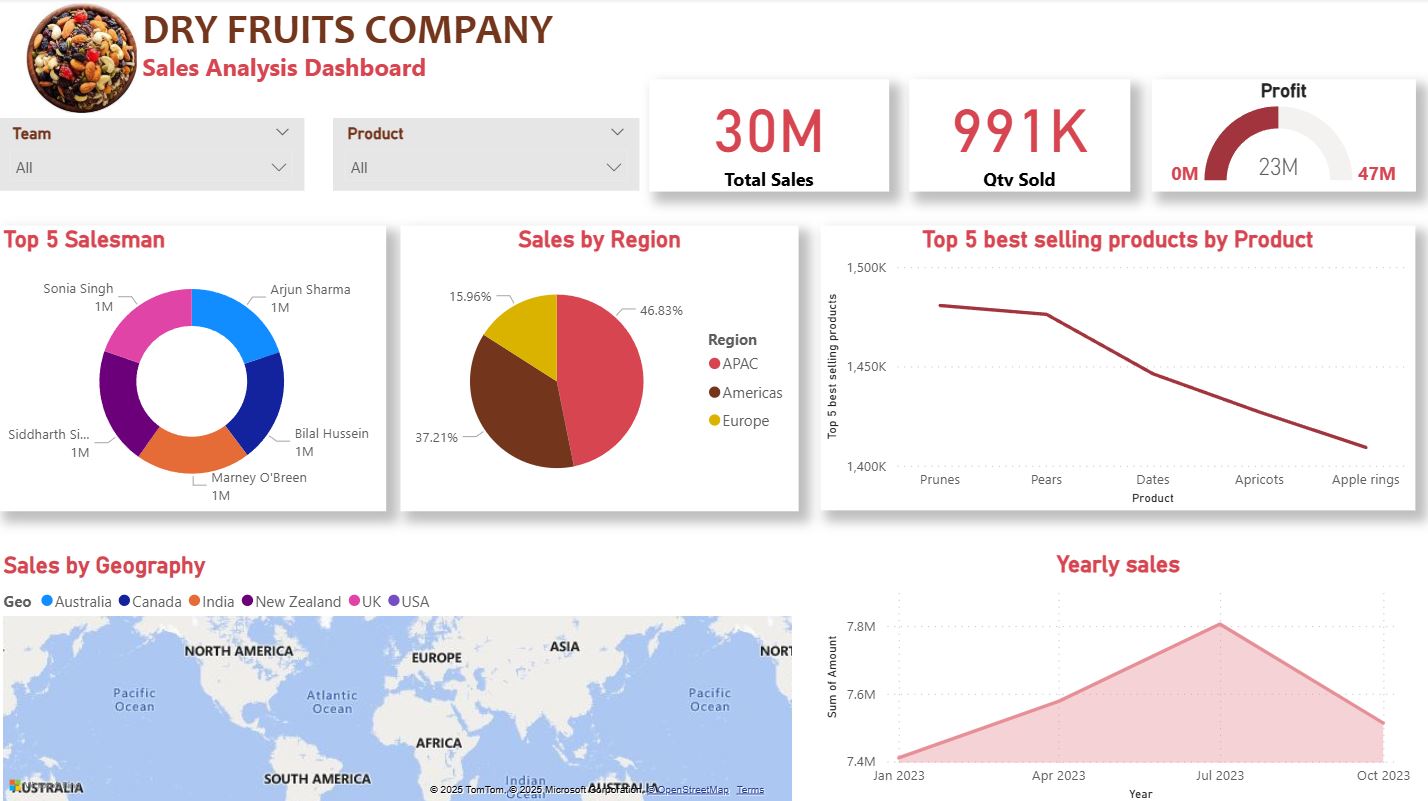 DRY FRUITS COMPANY
Sales Analysis Dashboard
Team
All
Product
All
30M
Total Sales
991K
Qty Sold
Profit
0M
23M
47M
Top 5 Salesman
Sonia Singh
1M
Arjun Sharma
1M
Siddharth Si...
1M
Bilal Hussein
1M
Marney O'Breen
1M
Sales by Region
15.96%
46.83%
37.21%
Region
APAC
Americas
Europe
Top 5 best selling products by Product
Top 5 best selling products
1,500K
1,450K
1,400K
Prunes
Pears
Dates
Apricots
Apple rings
Product
Sales by Geography
Geo Australia Canada India New Zealand UK USA
NORTH AMERICA
EUROPE
ASIA
NORT
Pacific
Ocean
Atlantic
Ocean
Pacific
Ocean
AFRICA
SOUTH AMERICA
Indian
Ocean
AUSTRALIA
AUSTRALIA
© 2025 TomTom, © 2025 Microsoft Corporation, © OpenStreetMap Terms
Yearly sales
Sum of Amount
7.8M
7.6M
7.4M
Jan 2023
Apr 2023
Jul 2023
Oct 2023
Year